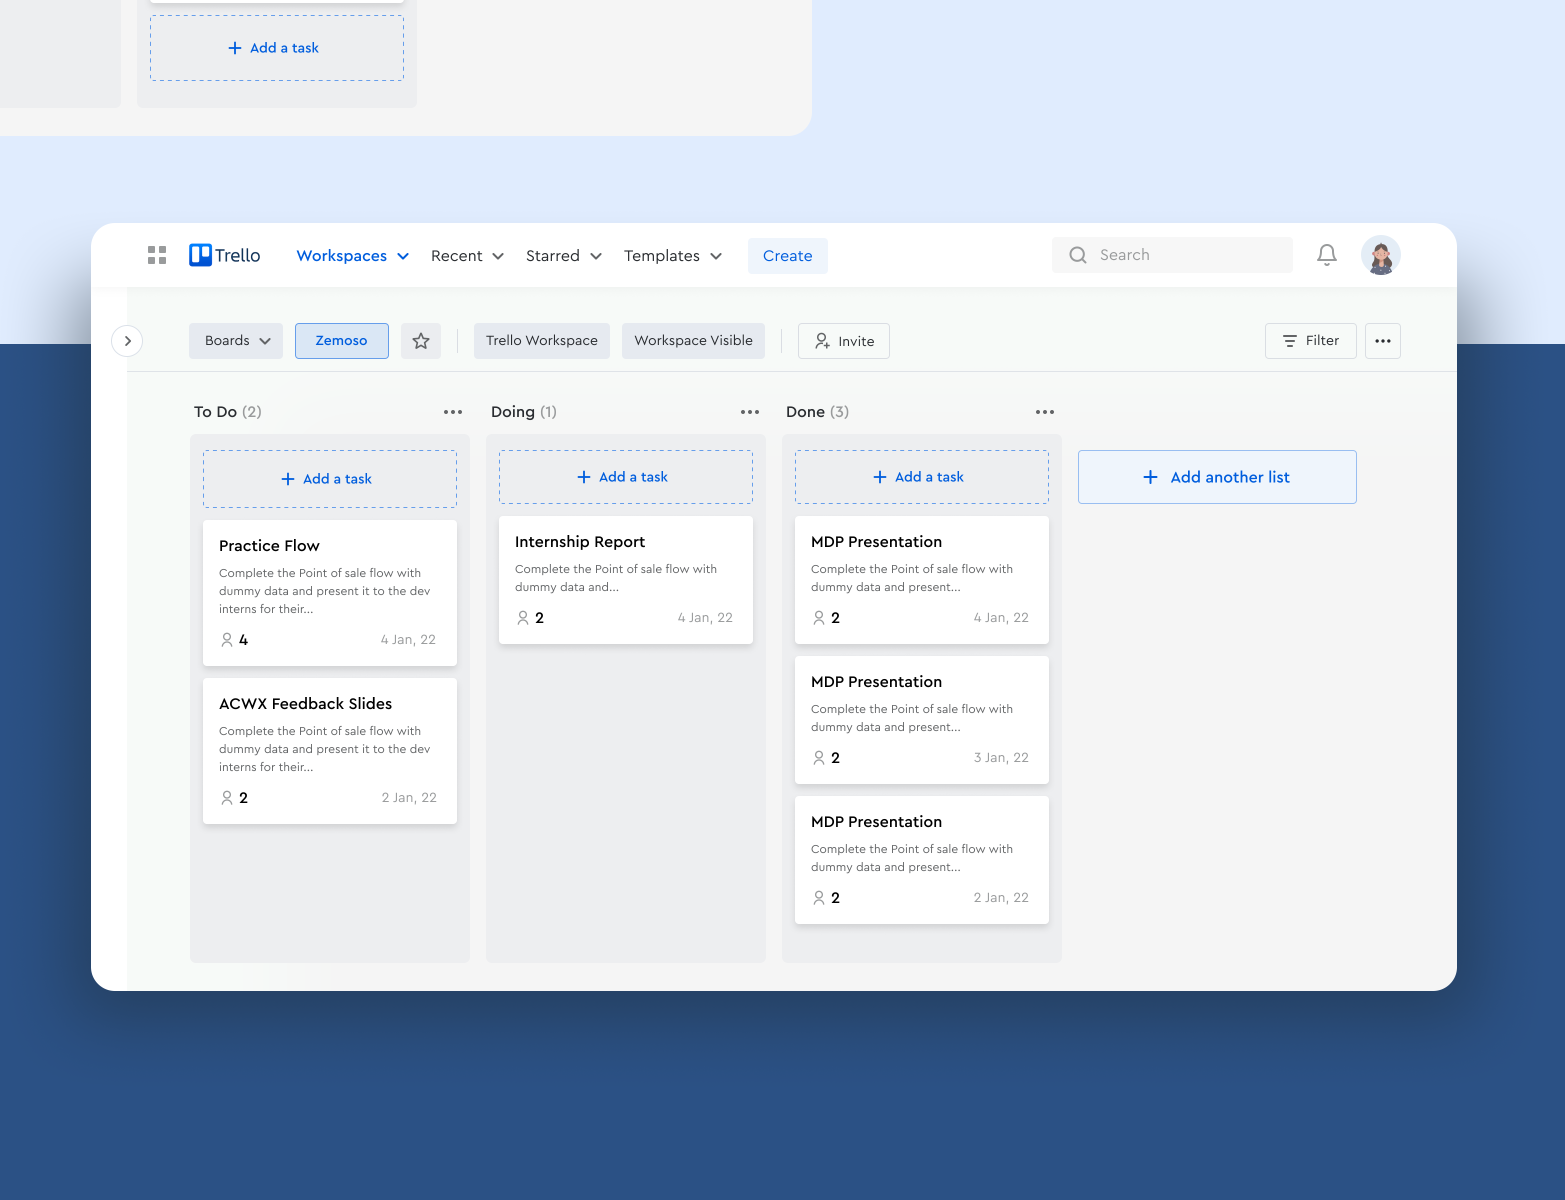 Add a task
Trello
Workspaces
Recent
Starred
Templates
Create
Search
Boards
Zemoso
Trello Workspace
Workspace Visible
Invite
Filter
To Do (2)
Add a task
Practice Flow
Complete the Point of sale flow with
dummy data and present it to the dev
interns for their...
4
4 Jan, 22
ACWX Feedback Slides
Complete the Point of sale flow with
dummy data and present it to the dev
interns for their...
2
2 Jan, 22
Doing (1)
Add a task
Internship Report
Complete the Point of sale flow with
dummy data and...
2
4 Jan, 22
Done (3)
Add a task
MDP Presentation
Complete the Point of sale flow with
dummy data and present...
2
4 Jan, 22
MDP Presentation
Complete the Point of sale flow with
dummy data and present...
2
3 Jan, 22
MDP Presentation
Complete the Point of sale flow with
dummy data and present...
2
2 Jan, 22
Add another list